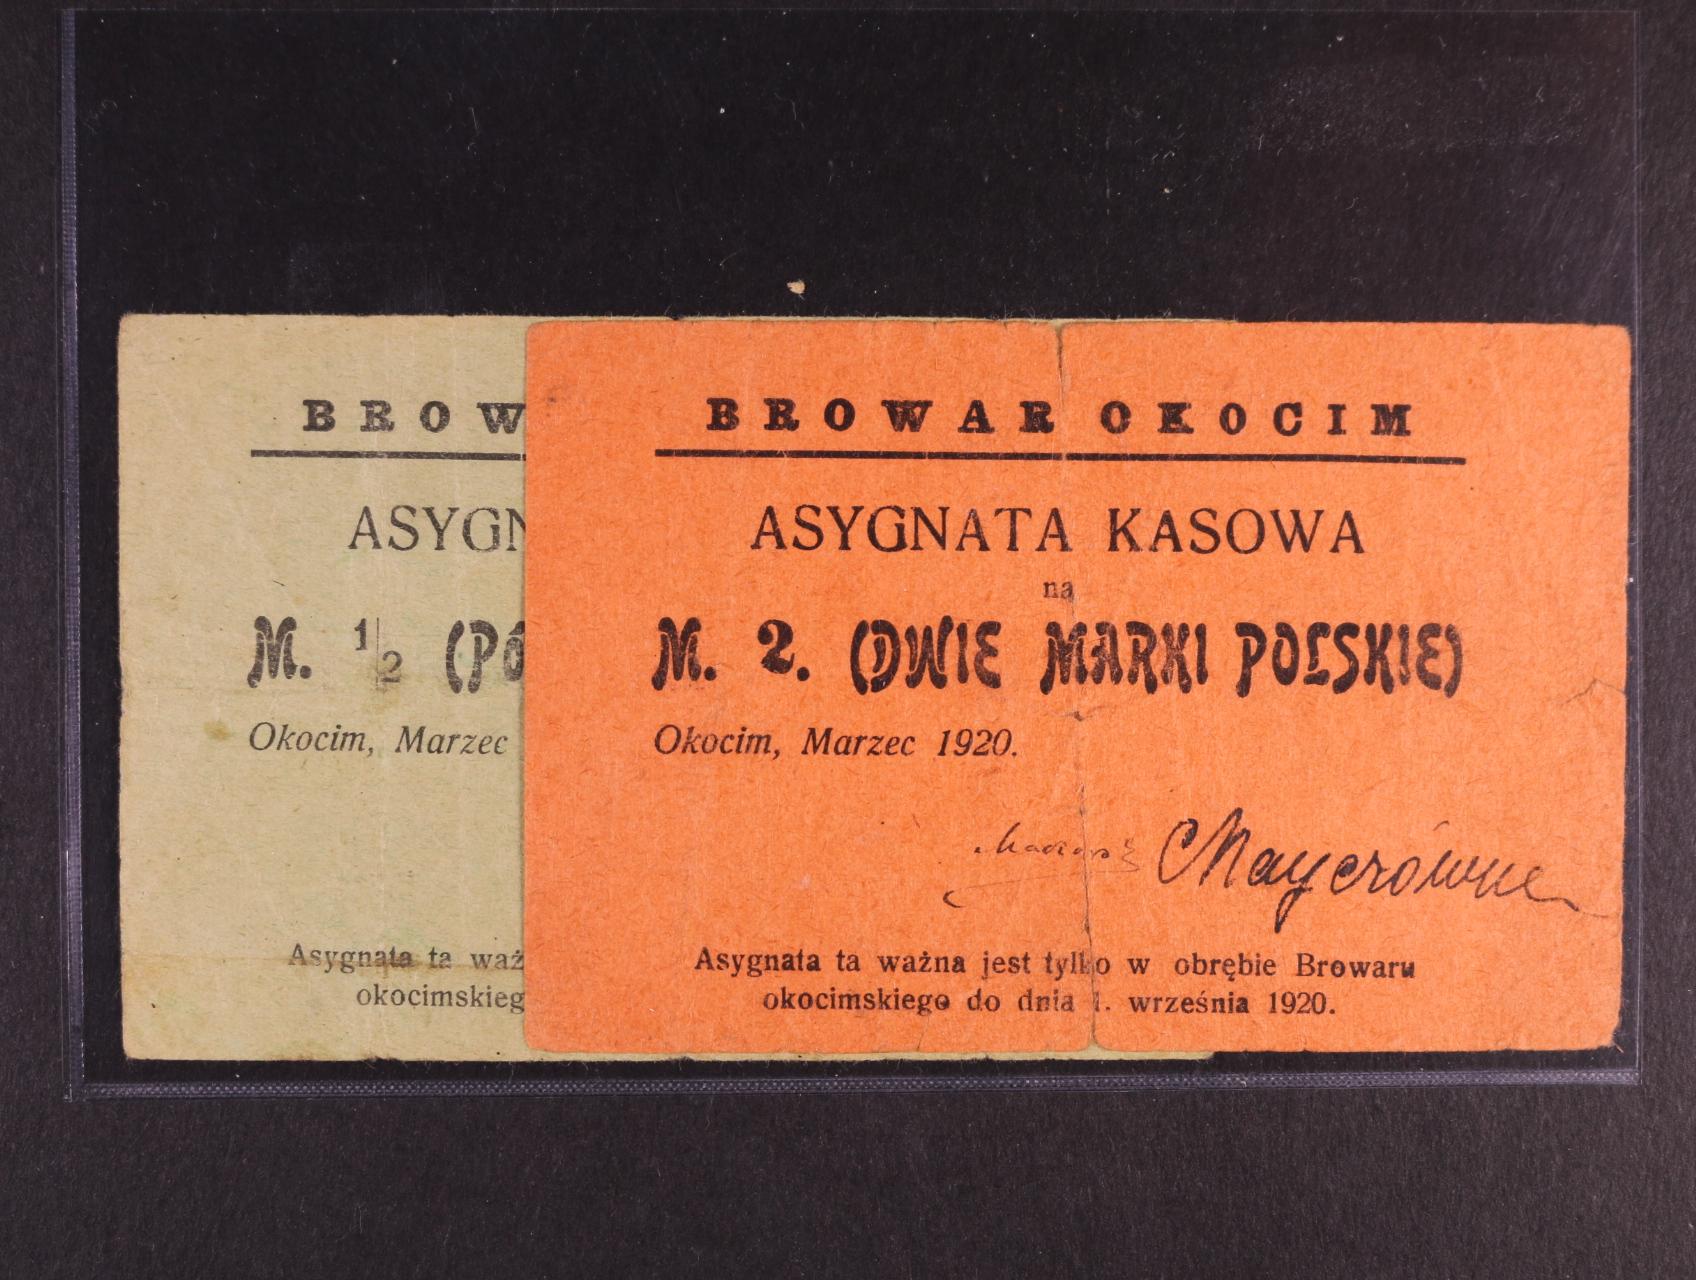 BROW
ASYGN
M. 1/2 (PÓ
Okocim, Marzec
Asygnata ta waż
okocimskieg
BROWAR OKOCIM
ASYGNATA KASOWA
na
M. 2. (DWIE MARKI POLSKIE)
Okocim, Marzec 1920.
Mayerówne
Asygnata ta ważna jest tylko w obrębie Browaru
okocimskiego do dnia 1. września 1920.